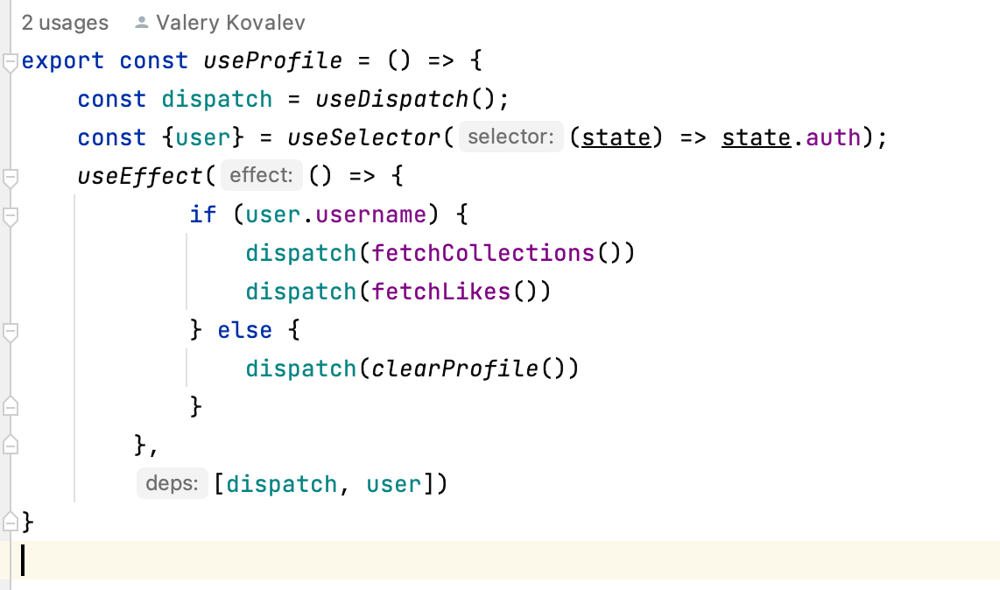 2 usages Valery Kovalev
export const useProfile = () => {
    const dispatch = useDispatch();
    const {user} = useSelector( selector: (state) => state.auth);
    useEffect( effect: () => {
            if (user.username) {
                dispatch(fetchCollections())
                dispatch(fetchLikes())
            } else {
                dispatch(clearProfile())
            }
        },
        deps: [dispatch, user])
}